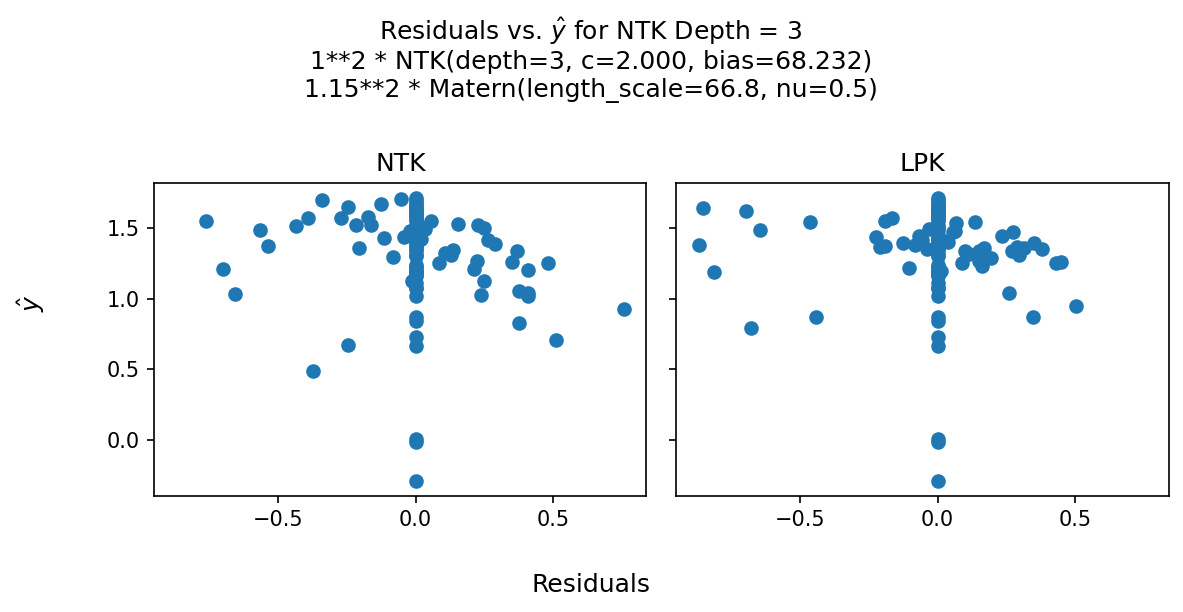 Residuals vs. ŷ for NTK Depth = 3
1**2 * NTK(depth=3, c=2.000, bias=68.232)
1.15**2 * Matern(length_scale=66.8, nu=0.5)
NTK
LPK
1.5
1.0
0.5
0.0
ŷ
−0.5
0.0
0.5
−0.5
0.0
0.5
Residuals